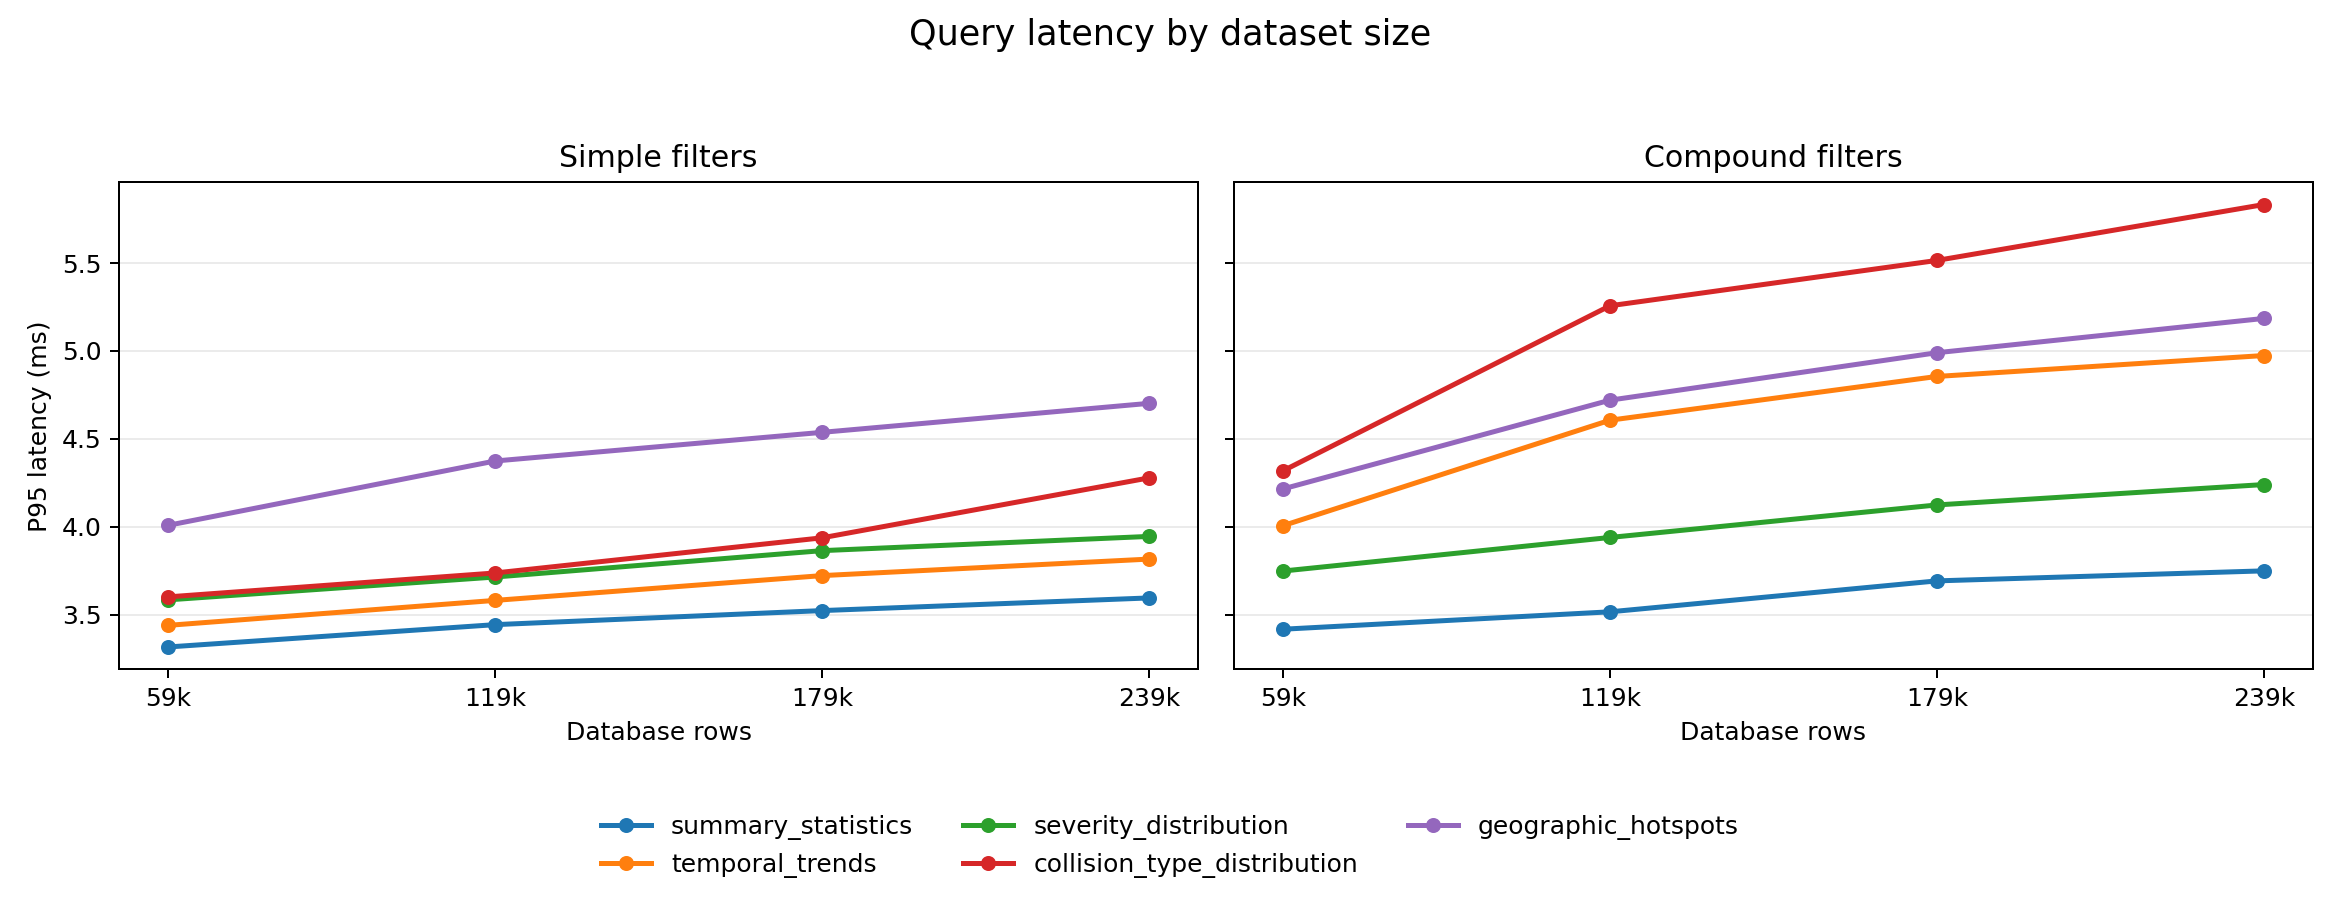 Query latency by dataset size
Simple filters
Compound filters
P95 latency (ms)
5.5
5.0
4.5
4.0
3.5
59k 119k 179k 239k
59k 119k 179k 239k
Database rows
Database rows
summary_statistics
temporal_trends
severity_distribution
collision_type_distribution
geographic_hotspots